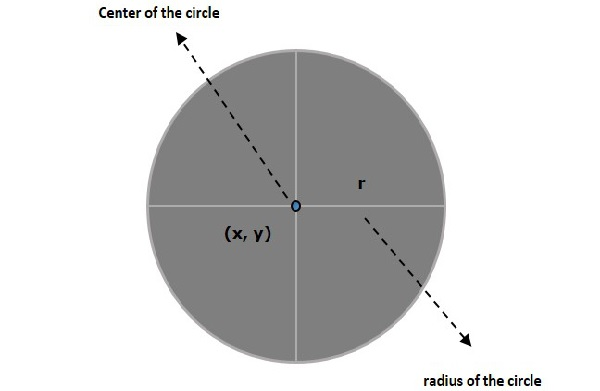 Center of the circle
r
(x, y)
radius of the circle